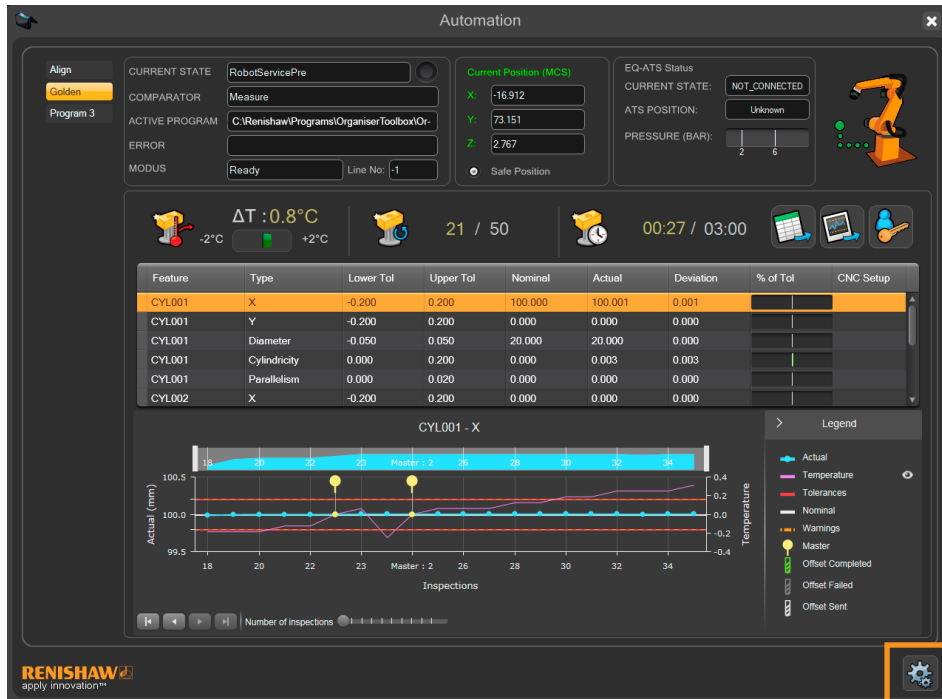 Automation
Align
Golden
Program 3
CURRENT STATE RobotServicePre
COMPARATOR Measure
ACTIVE PROGRAM C:\Renishaw\Programs\OrganiserToolbox\Or-
ERROR
MODUS Ready Line No: -1
Current Position (MCS)
X: -16.912
Y: 73.151
Z: 2.767
Safe Position
EQ-ATS Status
CURRENT STATE: NOT_CONNECTED
ATS POSITION: Unknown
PRESSURE (BAR):
2 6
ΔT : 0.8°C
-2°C +2°C
21 / 50
00:27 / 03:00
Feature Type Lower Tol Upper Tol Nominal Actual Deviation % of Tol CNC Setup
CYL001 X -0.200 0.200 100.000 100.001 0.001
CYL001 Y -0.200 0.200 0.000 0.000 0.000
CYL001 Diameter -0.050 0.050 20.000 20.000 0.000
CYL001 Cylindricity 0.000 0.200 0.000 0.003 0.003
CYL001 Parallelism 0.000 0.020 0.000 0.000 0.000
CYL002 X -0.200 0.200 0.000 0.000 0.000
CYL001 - X
18 20 22 23 Master : 2 26 28 30 32 34
100.5 0.4
0.2
100.0 0.0
-0.2
99.5 -0.4
Actual (mm)
Temperature
18 20 22 23 Master : 2 26 28 30 32 34
Inspections
Number of inspections
Legend
Actual
Temperature
Tolerances
Nominal
Warnings
Master
Offset Completed
Offset Failed
Offset Sent
RENISHAW
apply innovation™